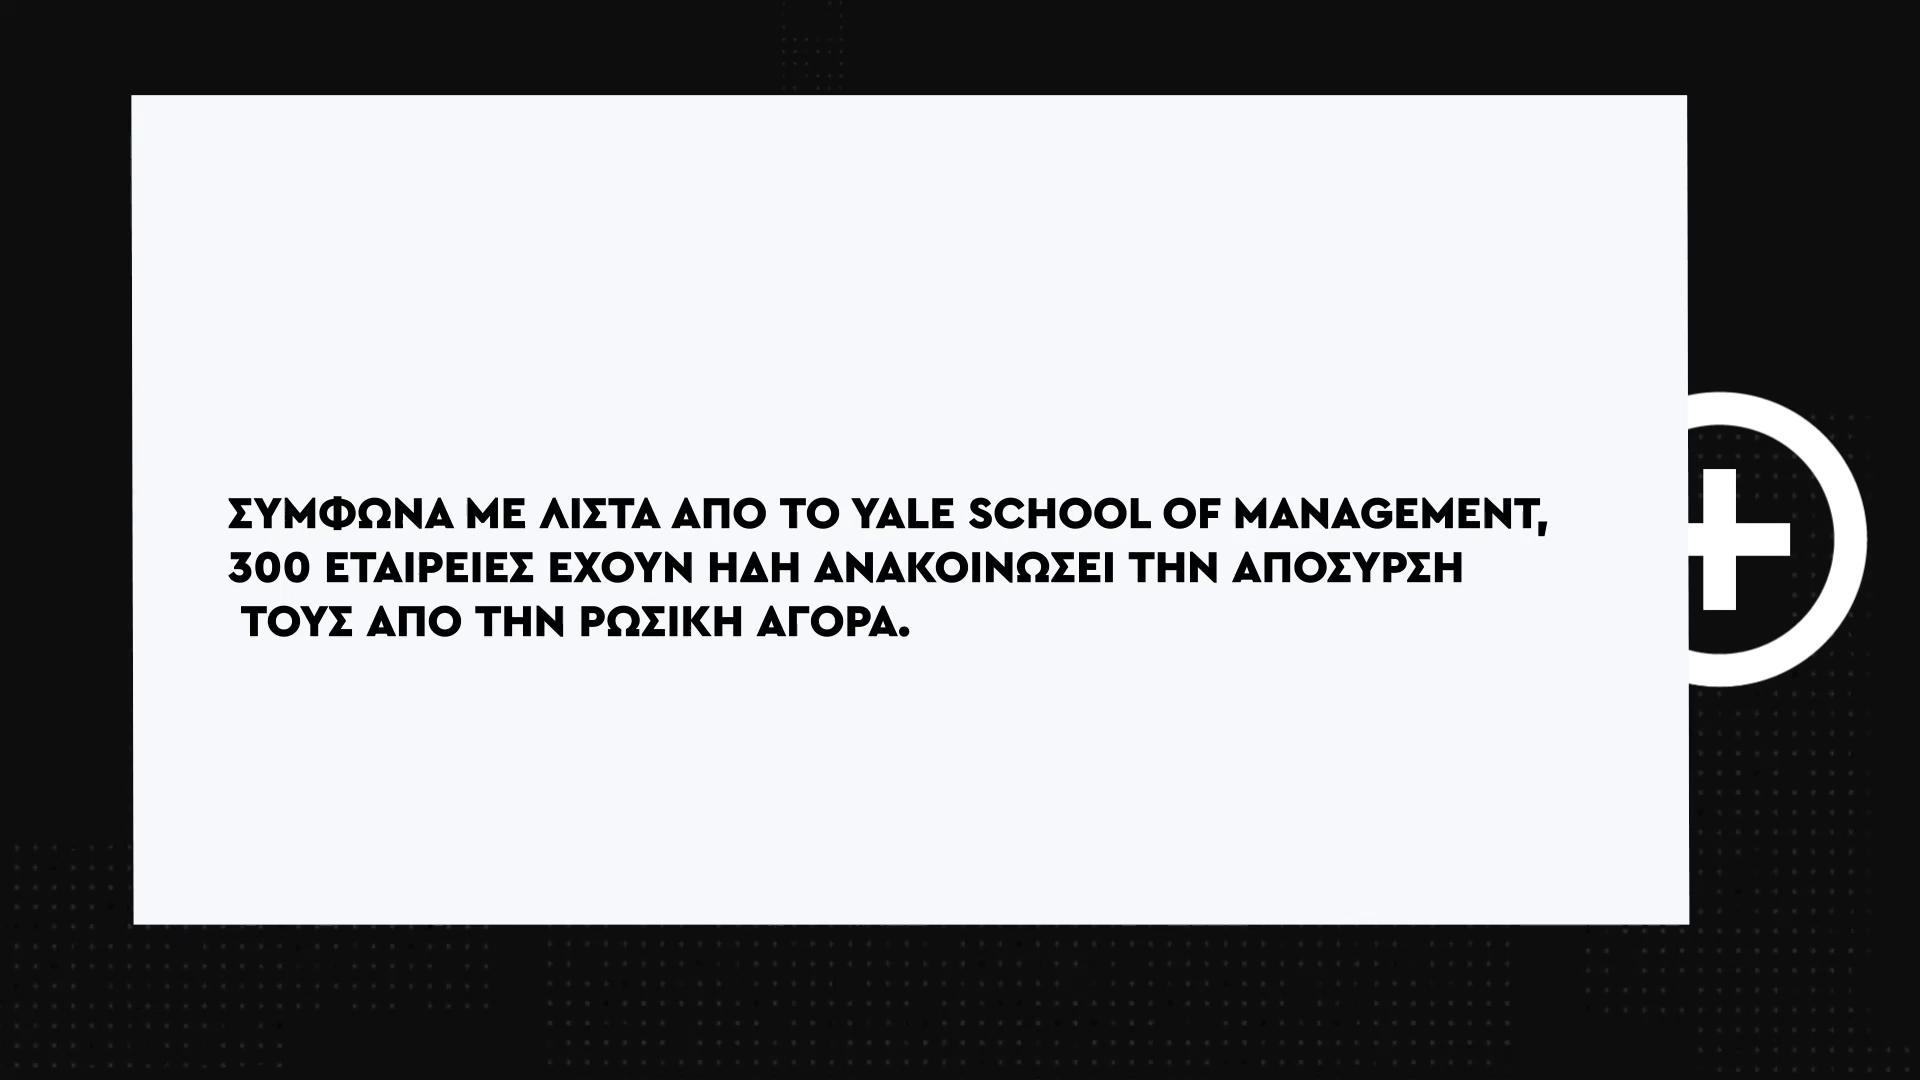 ΣΥΜΦΩΝΑ ΜΕ ΛΙΣΤΑ ΑΠΟ ΤΟ YALE SCHOOL OF MANAGEMENT,
300 ΕΤΑΙΡΕΙΕΣ ΕΧΟΥΝ ΗΔΗ ΑΝΑΚΟΙΝΩΣΕΙ ΤΗΝ ΑΠΟΣΥΡΣΗ
ΤΟΥΣ ΑΠΟ ΤΗΝ ΡΩΣΙΚΗ ΑΓΟΡΑ.